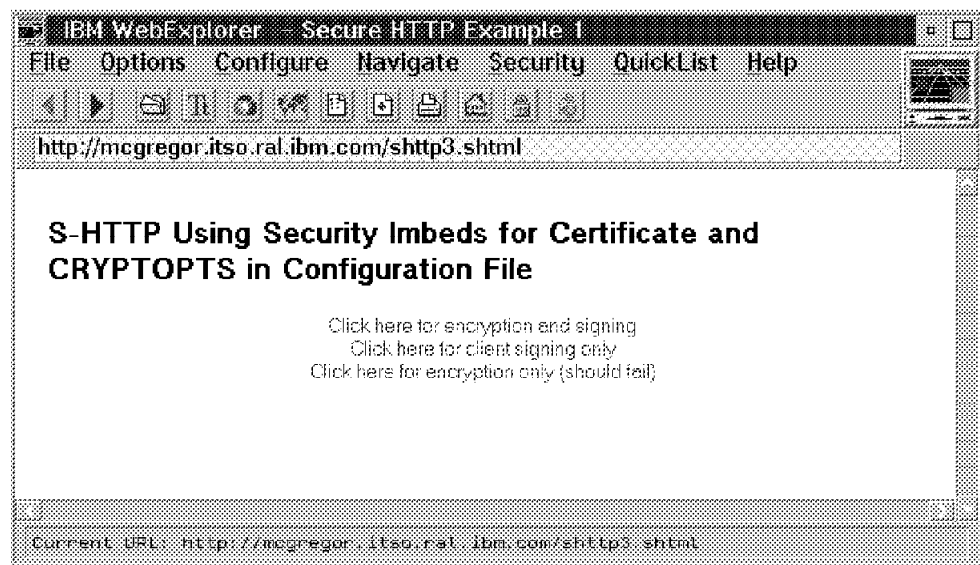 IBM WebExplorer - Secure HTTP Example 1
File Options Configure Navigate Security QuickList Help
http://mcgregor.itso.ral.ibm.com/shttp3.shtml
S-HTTP Using Security Imbeds for Certificate and
CRYPTOPTS in Configuration File
Click here for encryption and signing
Click here for client signing only
Click here for encryption only (should fail)
Current URL: http://mcgregor.itso.ral.ibm.com/shttp3.shtml